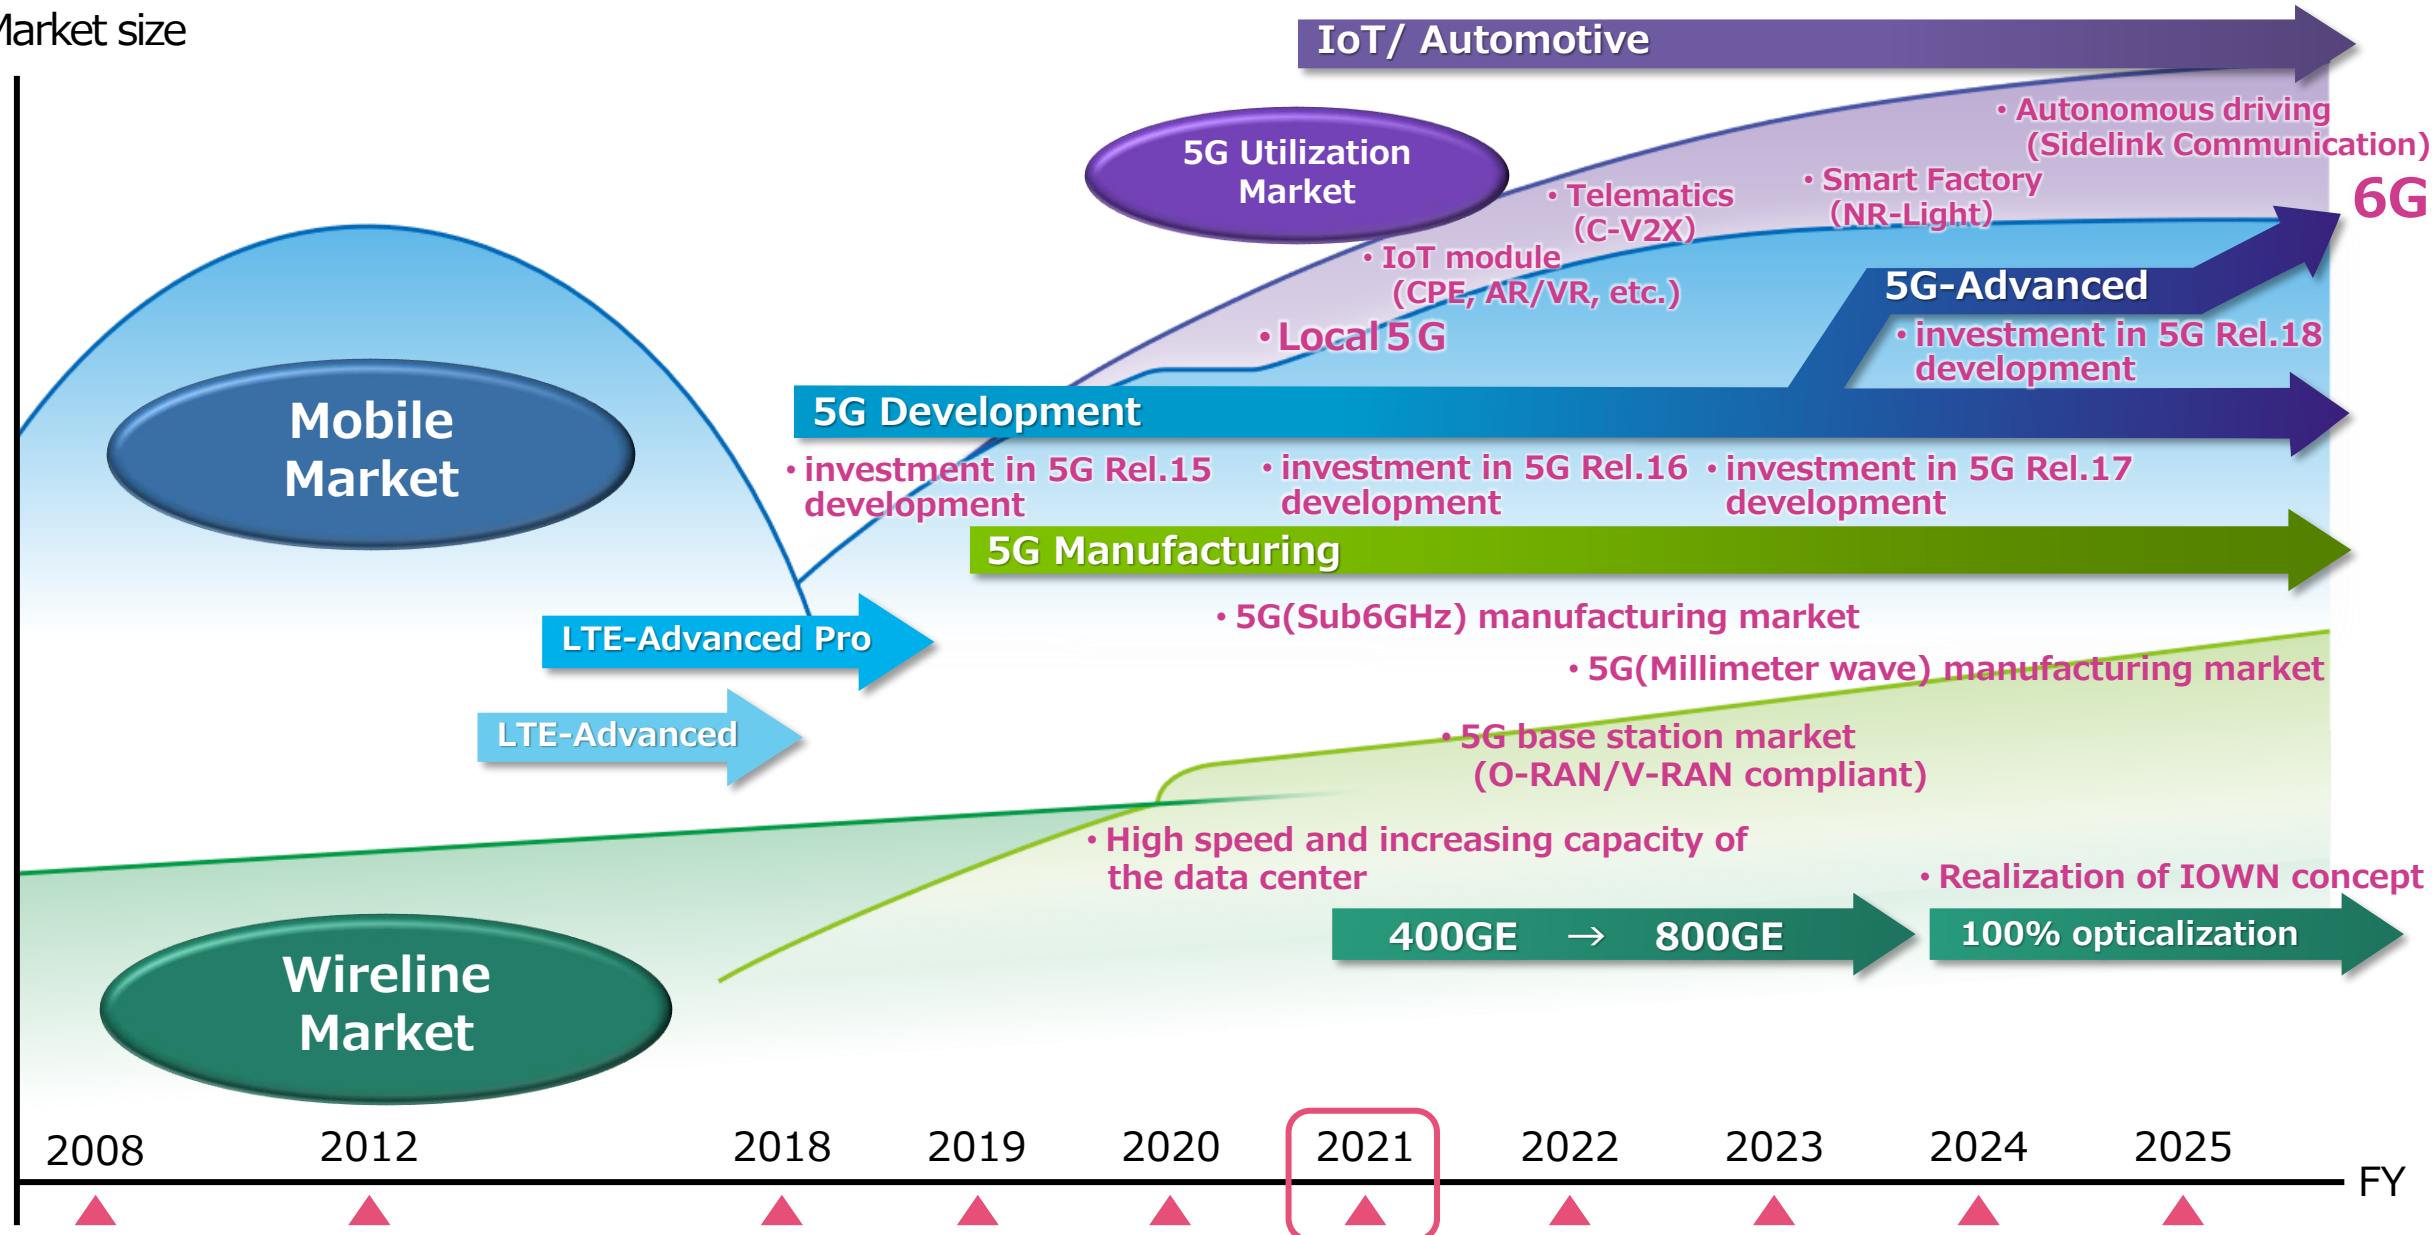 Market size
IoT/ Automotive
5G Utilization
Market
・Autonomous driving
(Sidelink Communication)
6G
・Telematics
(C-V2X)
・Smart Factory
(NR-Light)
・IoT module
(CPE, AR/VR, etc.)
・Local 5G
5G-Advanced
・investment in 5G Rel.18
development
Mobile
Market
5G Development
・investment in 5G Rel.15
development
・investment in 5G Rel.16
development
・investment in 5G Rel.17
development
5G Manufacturing
・5G(Sub6GHz) manufacturing market
LTE-Advanced Pro
・5G(Millimeter wave) manufacturing market
LTE-Advanced
・5G base station market
(O-RAN/V-RAN compliant)
・High speed and increasing capacity of
the data center
・Realization of IOWN concept
400GE → 800GE
100% opticalization
Wireline
Market
2008 2012 2018 2019 2020 2021 2022 2023 2024 2025
FY